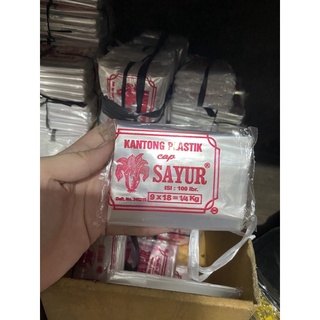 KANTONG PLASTIK
cap
SAYUR®
ISI : 100 lbr.
9 x 18 = 1/4 Kg